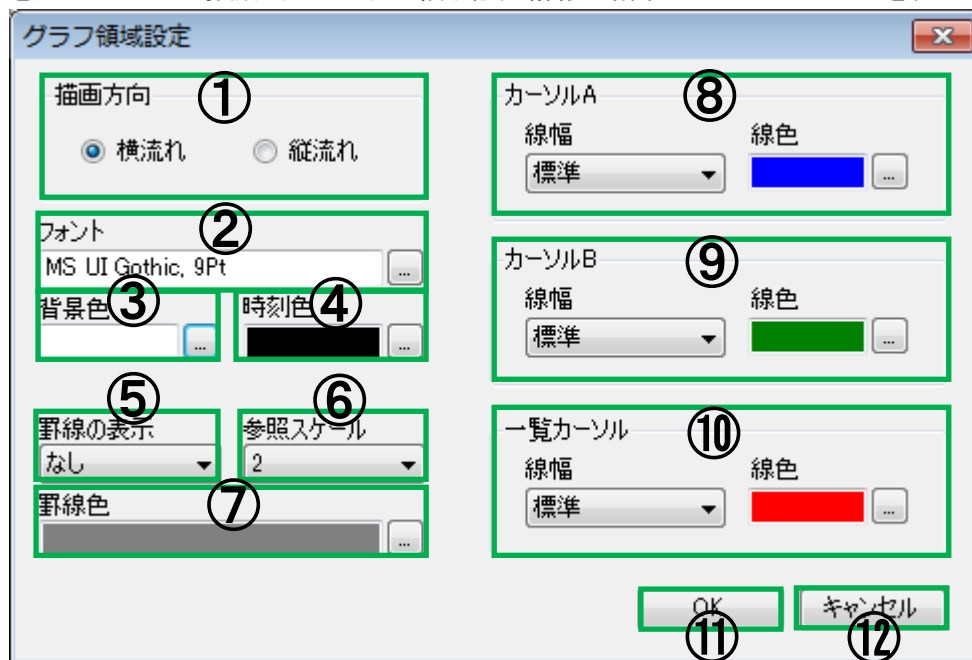 グラフ領域設定
描画方向
①
横流れ
縦流れ
②
フォント
MS UI Gothic, 9Pt
...
背景色
③
...
時刻色
④
...
⑤
罫線の表示
なし
⑥
参照スケール
2
⑦
罫線色
...
カーソルA
⑧
線幅
線色
標準
...
カーソルB
⑨
線幅
線色
標準
...
一覧カーソル
⑩
線幅
線色
標準
...
OK
⑪
キャンセル
⑫